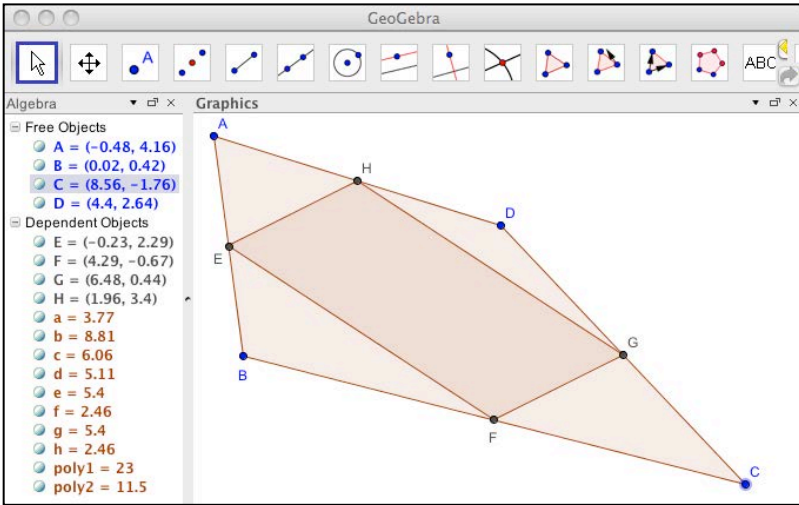 GeoGebra
A
ABC
Algebra
Graphics
Free Objects
A = (-0.48, 4.16)
B = (0.02, 0.42)
C = (8.56, -1.76)
D = (4.4, 2.64)
Dependent Objects
E = (-0.23, 2.29)
F = (4.29, -0.67)
G = (6.48, 0.44)
H = (1.96, 3.4)
a = 3.77
b = 8.81
c = 6.06
d = 5.11
e = 5.4
f = 2.46
g = 5.4
h = 2.46
poly1 = 23
poly2 = 11.5
A
H
D
E
G
B
F
C